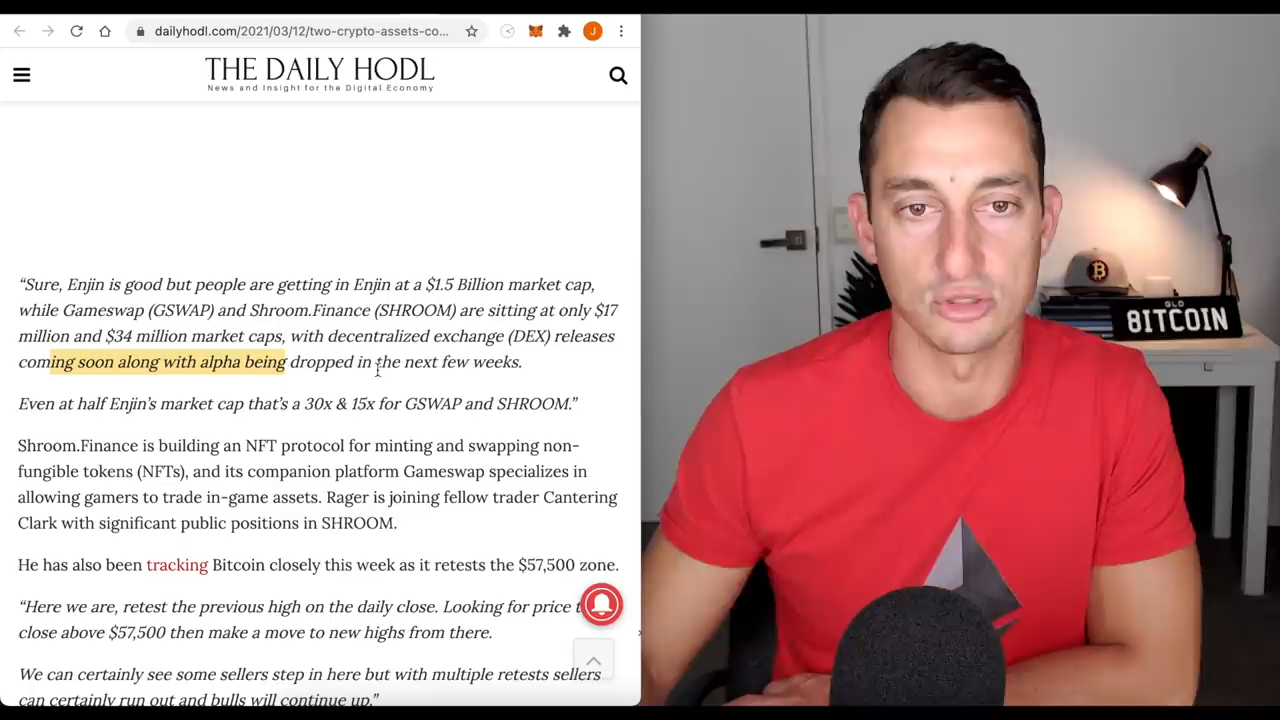 dailyhodl.com/2021/03/12/two-crypto-assets-co...
J
THE DAILY HODL
News and Insight for the Digital Economy
“Sure, Enjin is good but people are getting in Enjin at a $1.5 Billion market cap,
while Gameswap (GSWAP) and Shroom.Finance (SHROOM) are sitting at only $17
million and $34 million market caps, with decentralized exchange (DEX) releases
coming soon along with alpha being dropped in the next few weeks.
Even at half Enjin’s market cap that’s a 30x & 15x for GSWAP and SHROOM.”
Shroom.Finance is building an NFT protocol for minting and swapping non-
fungible tokens (NFTs), and its companion platform Gameswap specializes in
allowing gamers to trade in-game assets. Rager is joining fellow trader Cantering
Clark with significant public positions in SHROOM.
He has also been tracking Bitcoin closely this week as it retests the $57,500 zone.
“Here we are, retest the previous high on the daily close. Looking for price
close above $57,500 then make a move to new highs from there.
We can certainly see some sellers step in here but with multiple retests sellers
can certainly run out and bulls will continue up.”
QLD
8ITCOIN